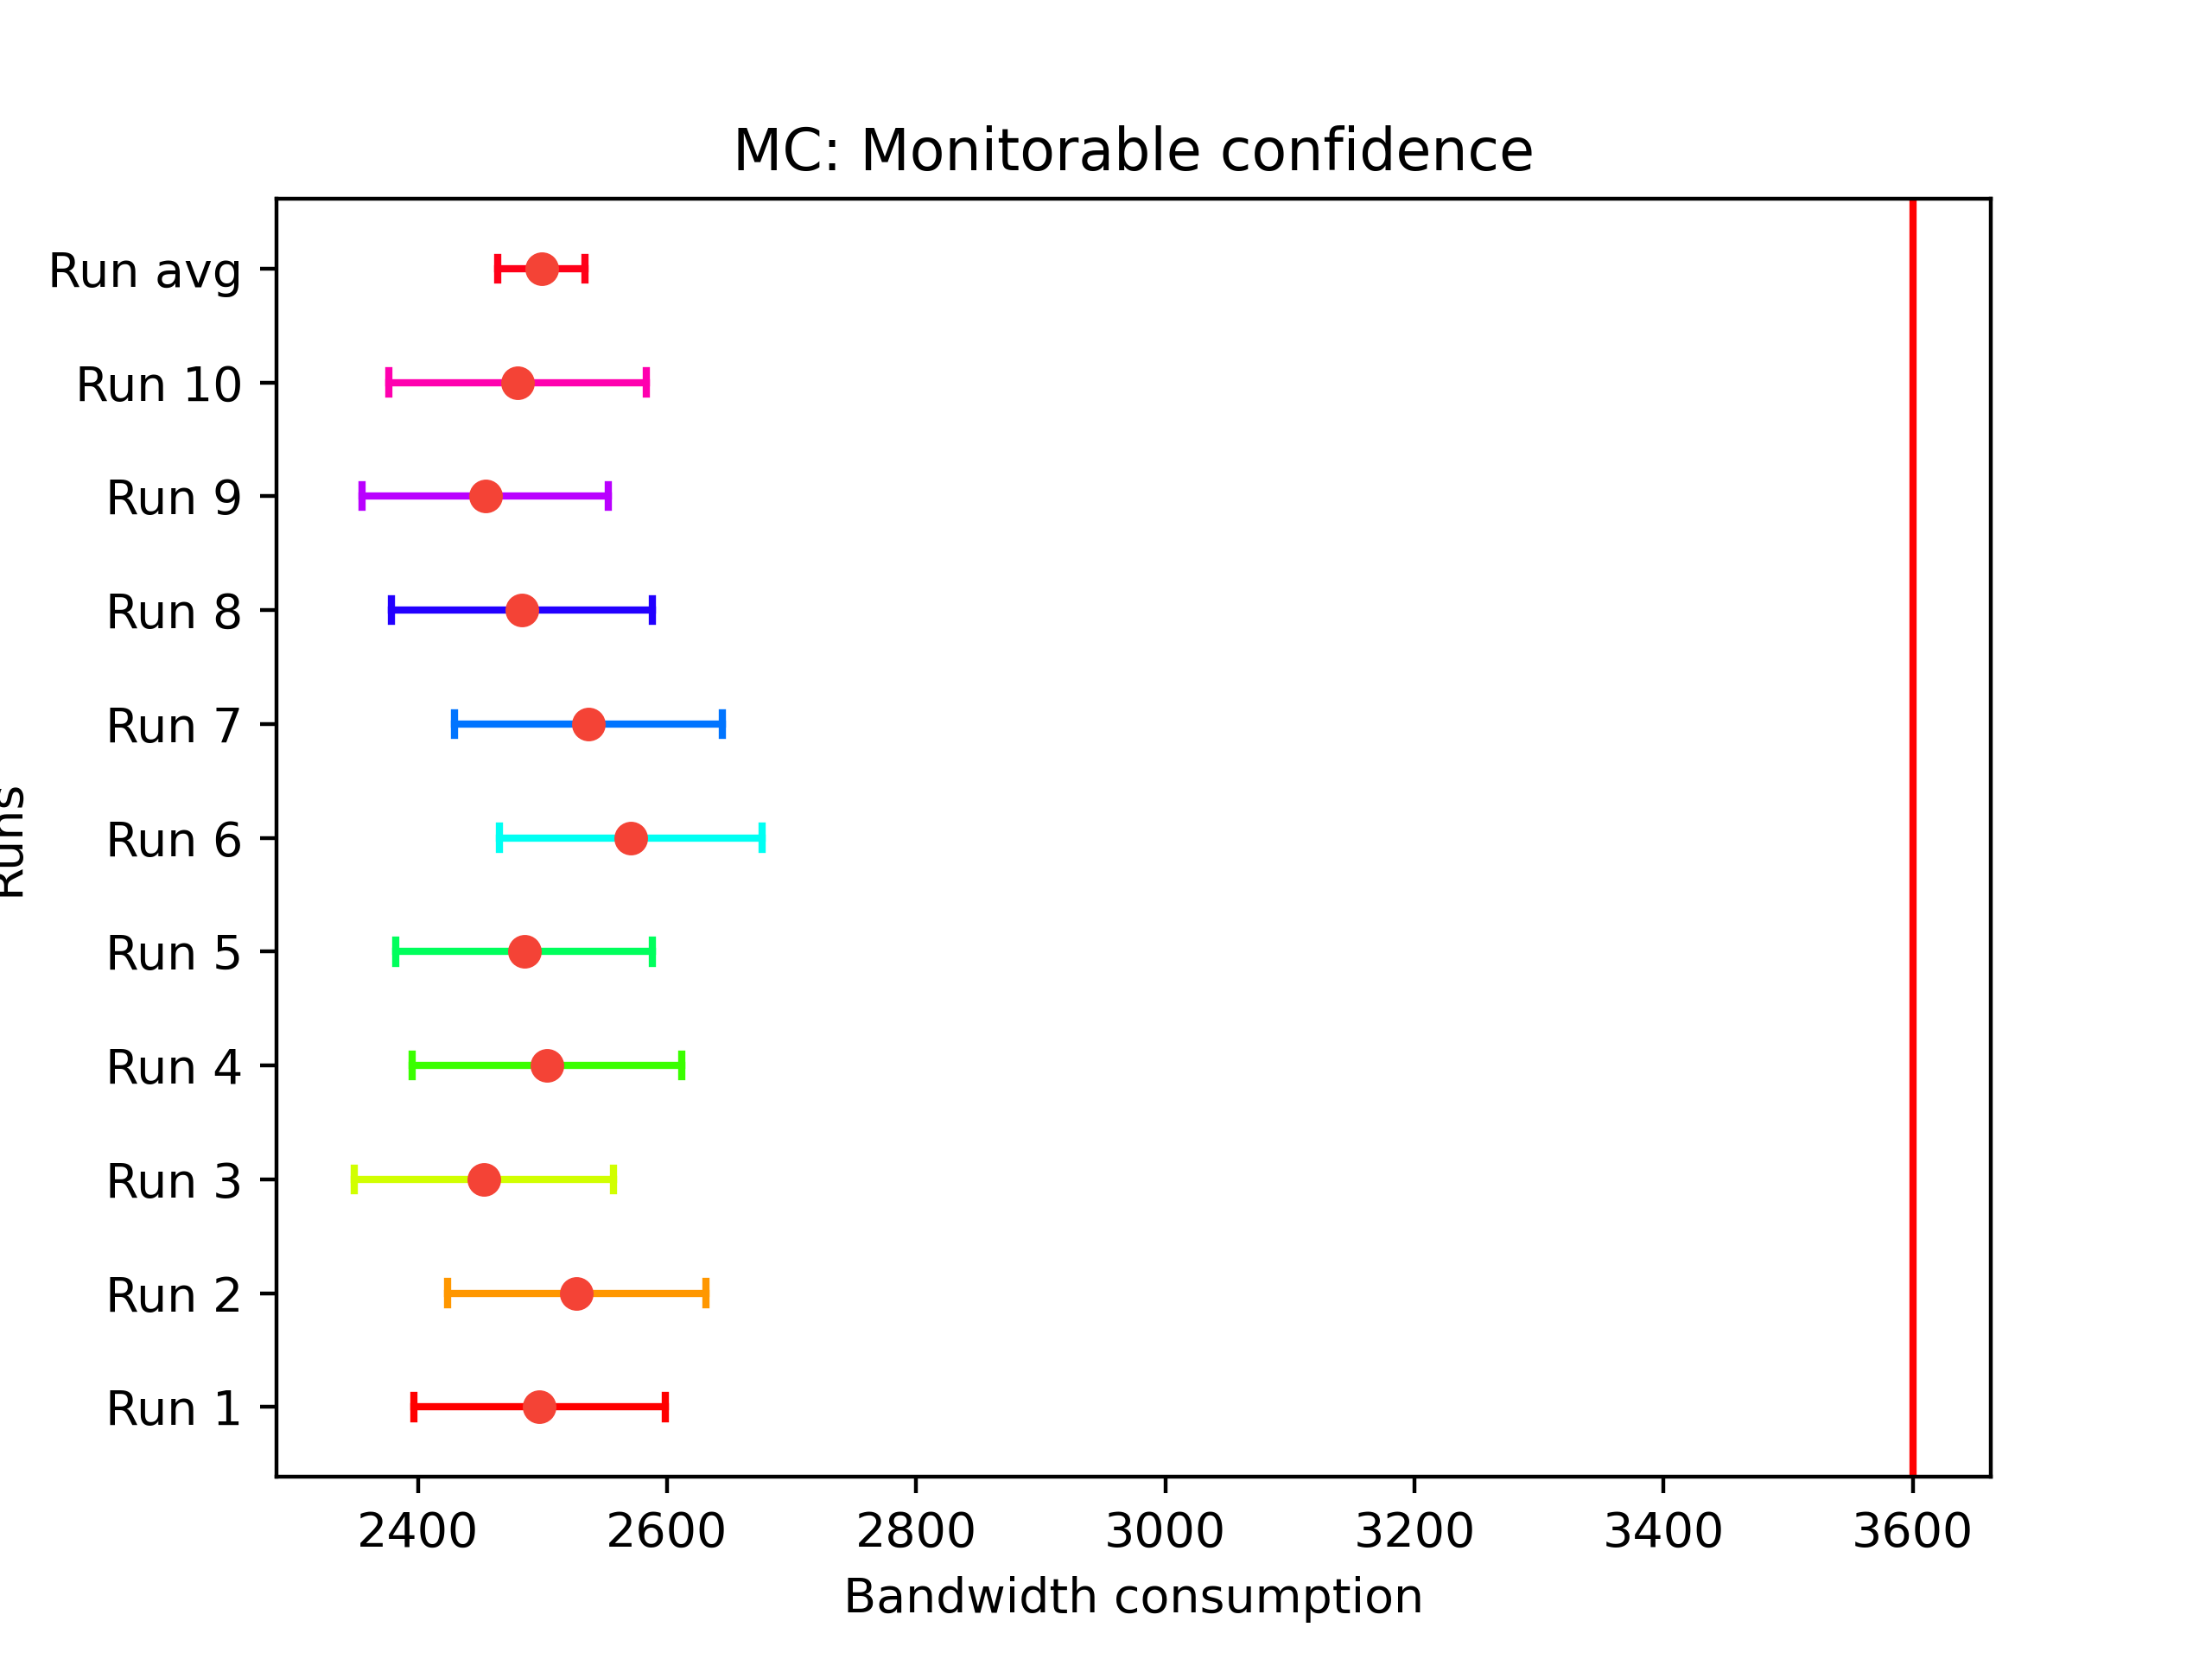 MC: Monitorable confidence
Run avg
Run 10
Run 9
Run 8
Run 7
Run 6
Run 5
Run 4
Run 3
Run 2
Run 1
Runs
2400 2600 2800 3000 3200 3400 3600
Bandwidth consumption